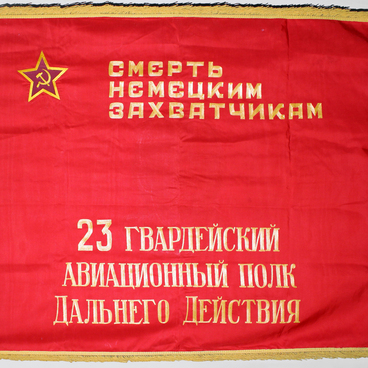 СМЕРТЬ
НЕМЕЦКИМ
ЗАХВАТЧИКАМ
23 ГВАРДЕЙСКИЙ
АВИАЦИОННЫЙ ПОЛК
ДАЛЬНЕГО ДЕЙСТВИЯ